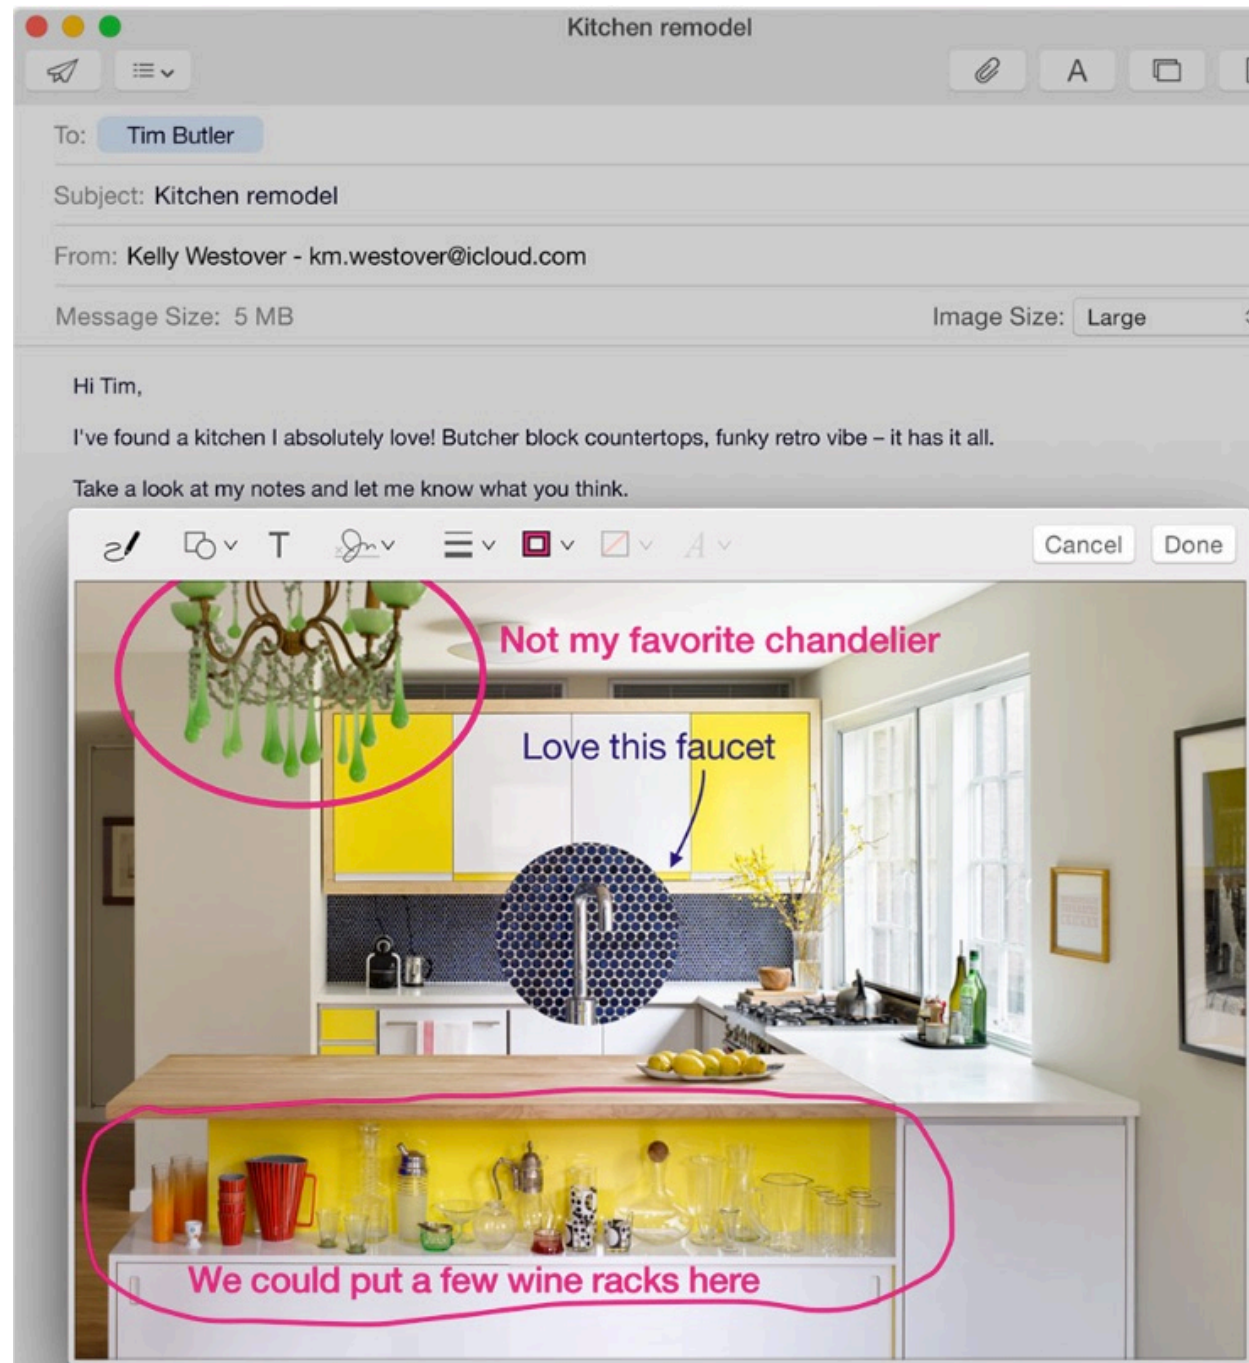 Kitchen remodel
A
To: Tim Butler
Subject: Kitchen remodel
From: Kelly Westover - km.westover@icloud.com
Message Size: 5 MB Image Size: Large
Hi Tim,
I've found a kitchen I absolutely love! Butcher block countertops, funky retro vibe – it has it all.
Take a look at my notes and let me know what you think.
T A Cancel Done
Not my favorite chandelier
Love this faucet
We could put a few wine racks here